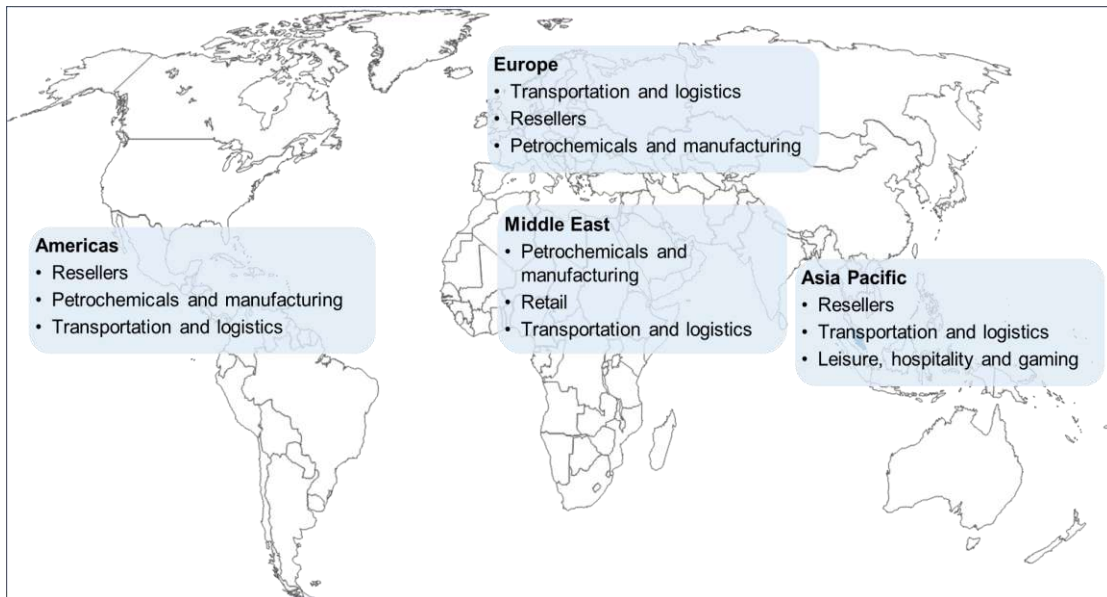 Europe
• Transportation and logistics
• Resellers
• Petrochemicals and manufacturing
Americas
• Resellers
• Petrochemicals and manufacturing
• Transportation and logistics
Middle East
• Petrochemicals and
manufacturing
• Retail
• Transportation and logistics
Asia Pacific
• Resellers
• Transportation and logistics
• Leisure, hospitality and gaming